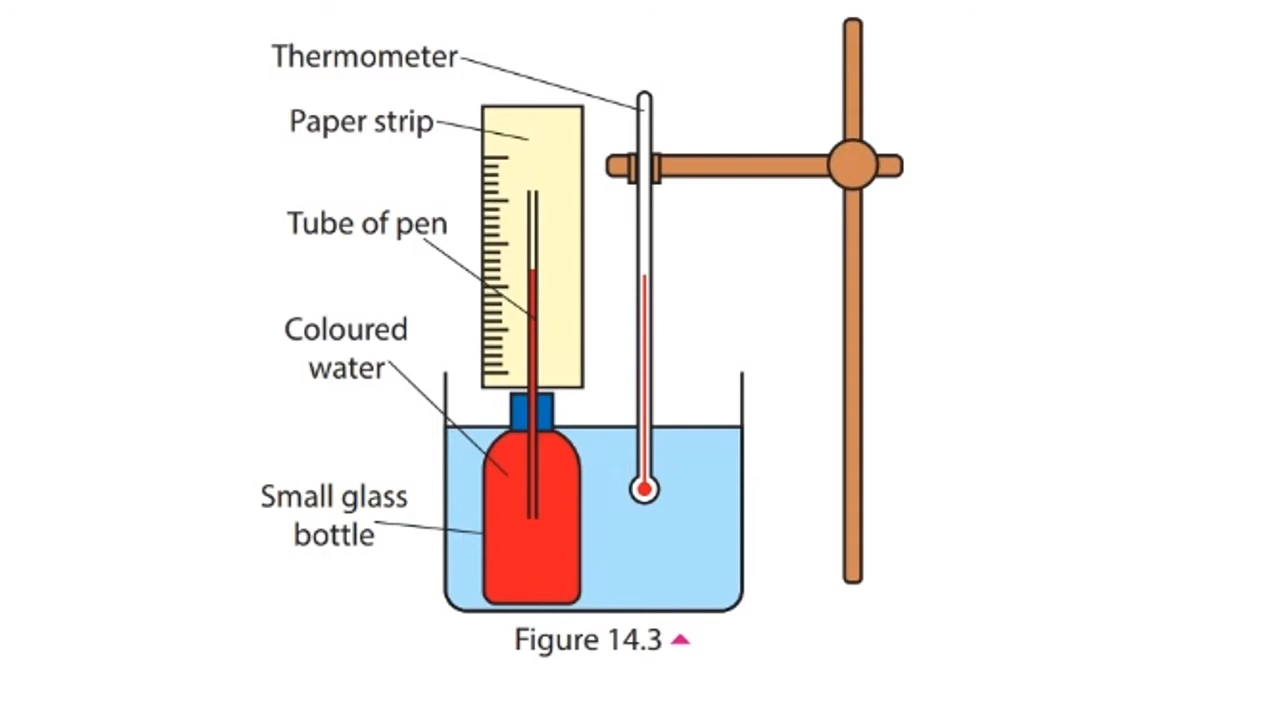 Thermometer
Paper strip
Tube of pen
Coloured
water
Small glass
bottle
Figure 14.3